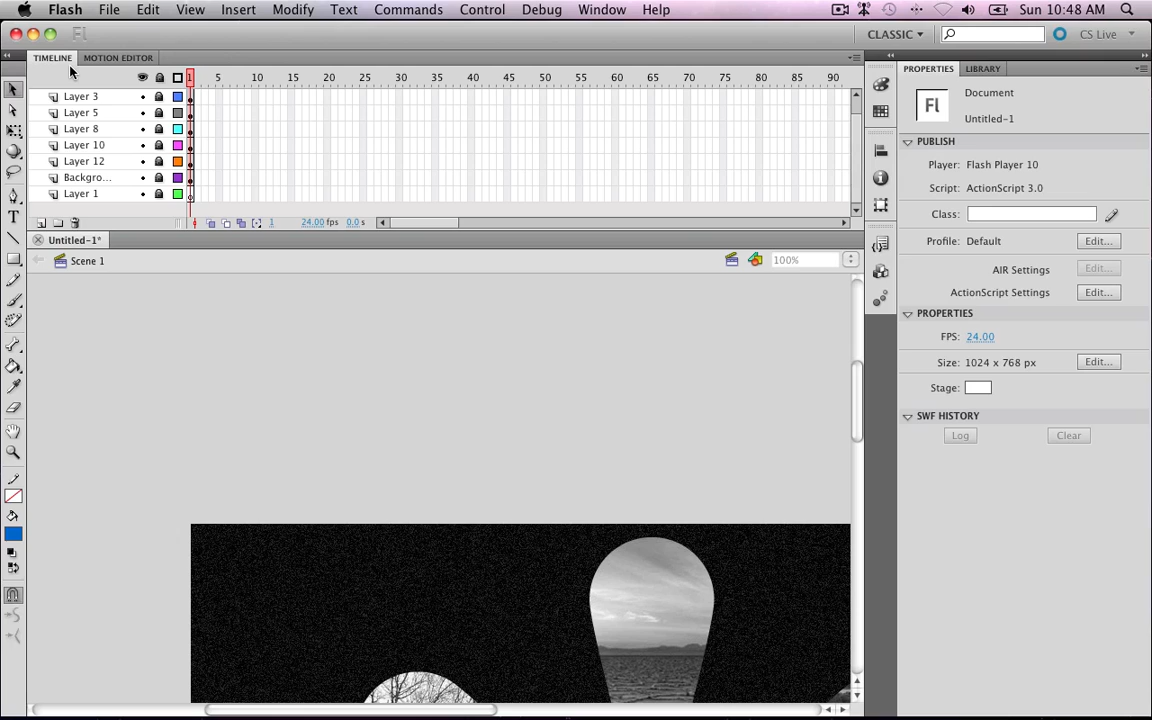 Flash File Edit View Insert Modify Text Commands Control Debug Window Help Sun 10:48 AM
Fl CLASSIC CS Live
TIMELINE MOTION EDITOR
1 5 10 15 20 25 30 35 40 45 50 55 60 65 70 75 80 85 90
Layer 3
Layer 5
Layer 8
Layer 10
Layer 12
Backgro...
Layer 1
1 24.00 fps 0.0 s
Untitled-1*
Scene 1 100%
PROPERTIES LIBRARY
Fl Document
Untitled-1
PUBLISH
Player: Flash Player 10
Script: ActionScript 3.0
Class:
Profile: Default Edit...
AIR Settings Edit...
ActionScript Settings Edit...
PROPERTIES
FPS: 24.00
Size: 1024 x 768 px Edit...
Stage:
SWF HISTORY
Log Clear